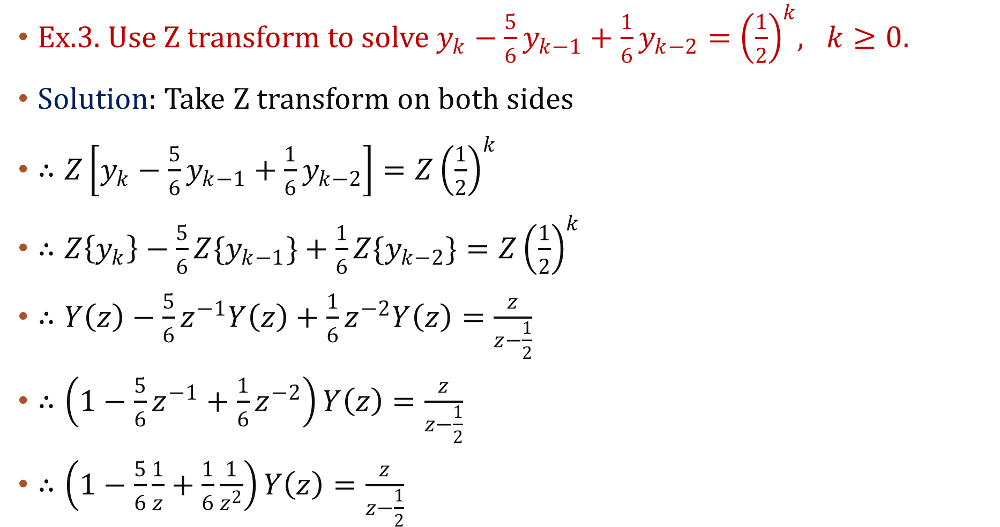 • Ex.3. Use Z transform to solve $y_k - \frac{5}{6}y_{k-1} + \frac{1}{6}y_{k-2} = \left(\frac{1}{2}\right)^k, \quad k \geq 0.$
• Solution: Take Z transform on both sides
• $\therefore Z\left[y_k - \frac{5}{6}y_{k-1} + \frac{1}{6}y_{k-2}\right] = Z\left(\frac{1}{2}\right)^k$
• $\therefore Z\{y_k\} - \frac{5}{6}Z\{y_{k-1}\} + \frac{1}{6}Z\{y_{k-2}\} = Z\left(\frac{1}{2}\right)^k$
• $\therefore Y(z) - \frac{5}{6}z^{-1}Y(z) + \frac{1}{6}z^{-2}Y(z) = \frac{z}{z-\frac{1}{2}}$
• $\therefore \left(1 - \frac{5}{6}z^{-1} + \frac{1}{6}z^{-2}\right)Y(z) = \frac{z}{z-\frac{1}{2}}$
• $\therefore \left(1 - \frac{5}{6}\frac{1}{z} + \frac{1}{6}\frac{1}{z^2}\right)Y(z) = \frac{z}{z-\frac{1}{2}}$